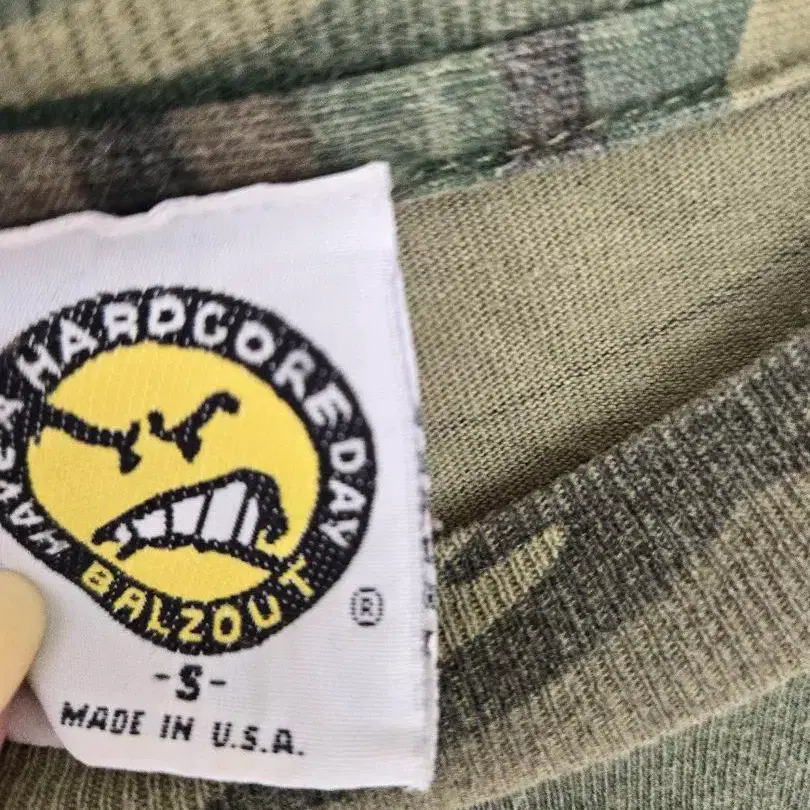 HAVE A HARDCORE DAY
BALZOUT
®
-S-
MADE IN U.S.A.